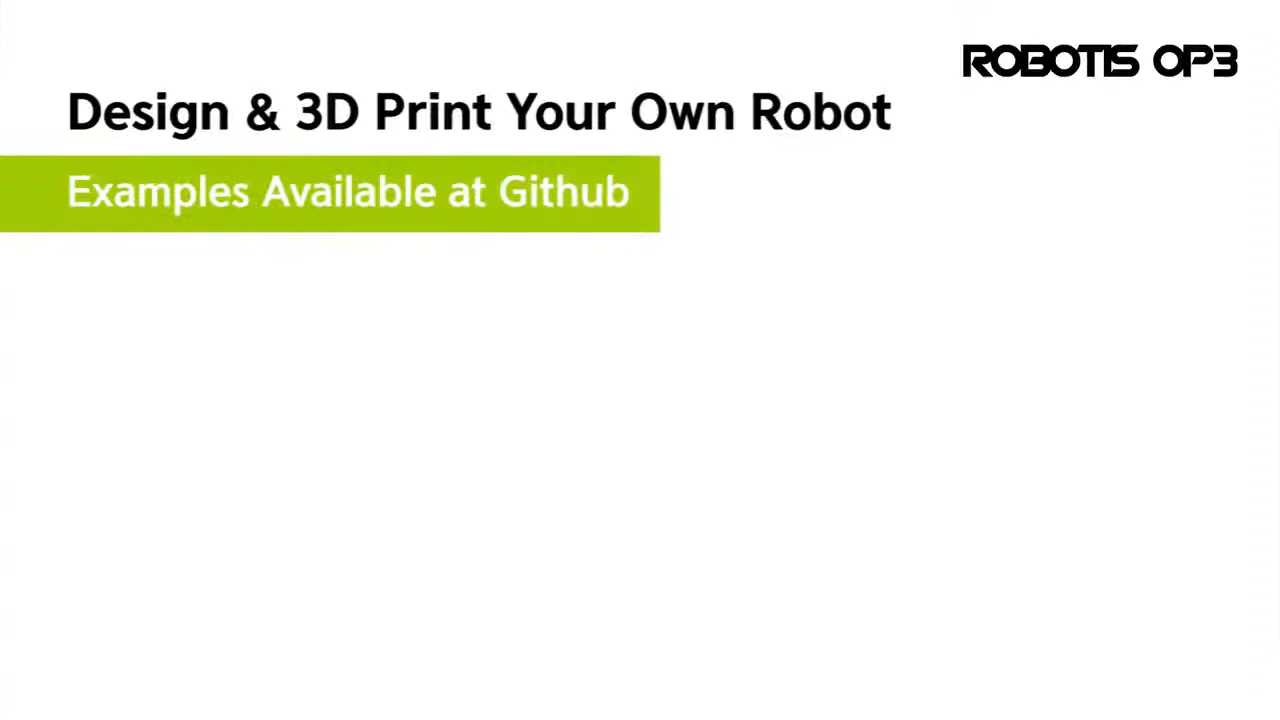 ROBOTIS OP3
Design & 3D Print Your Own Robot
Examples Available at Github